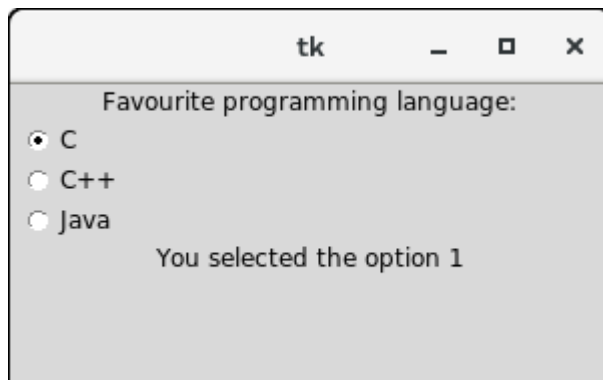 tk
Favourite programming language:
C
C++
Java
You selected the option 1